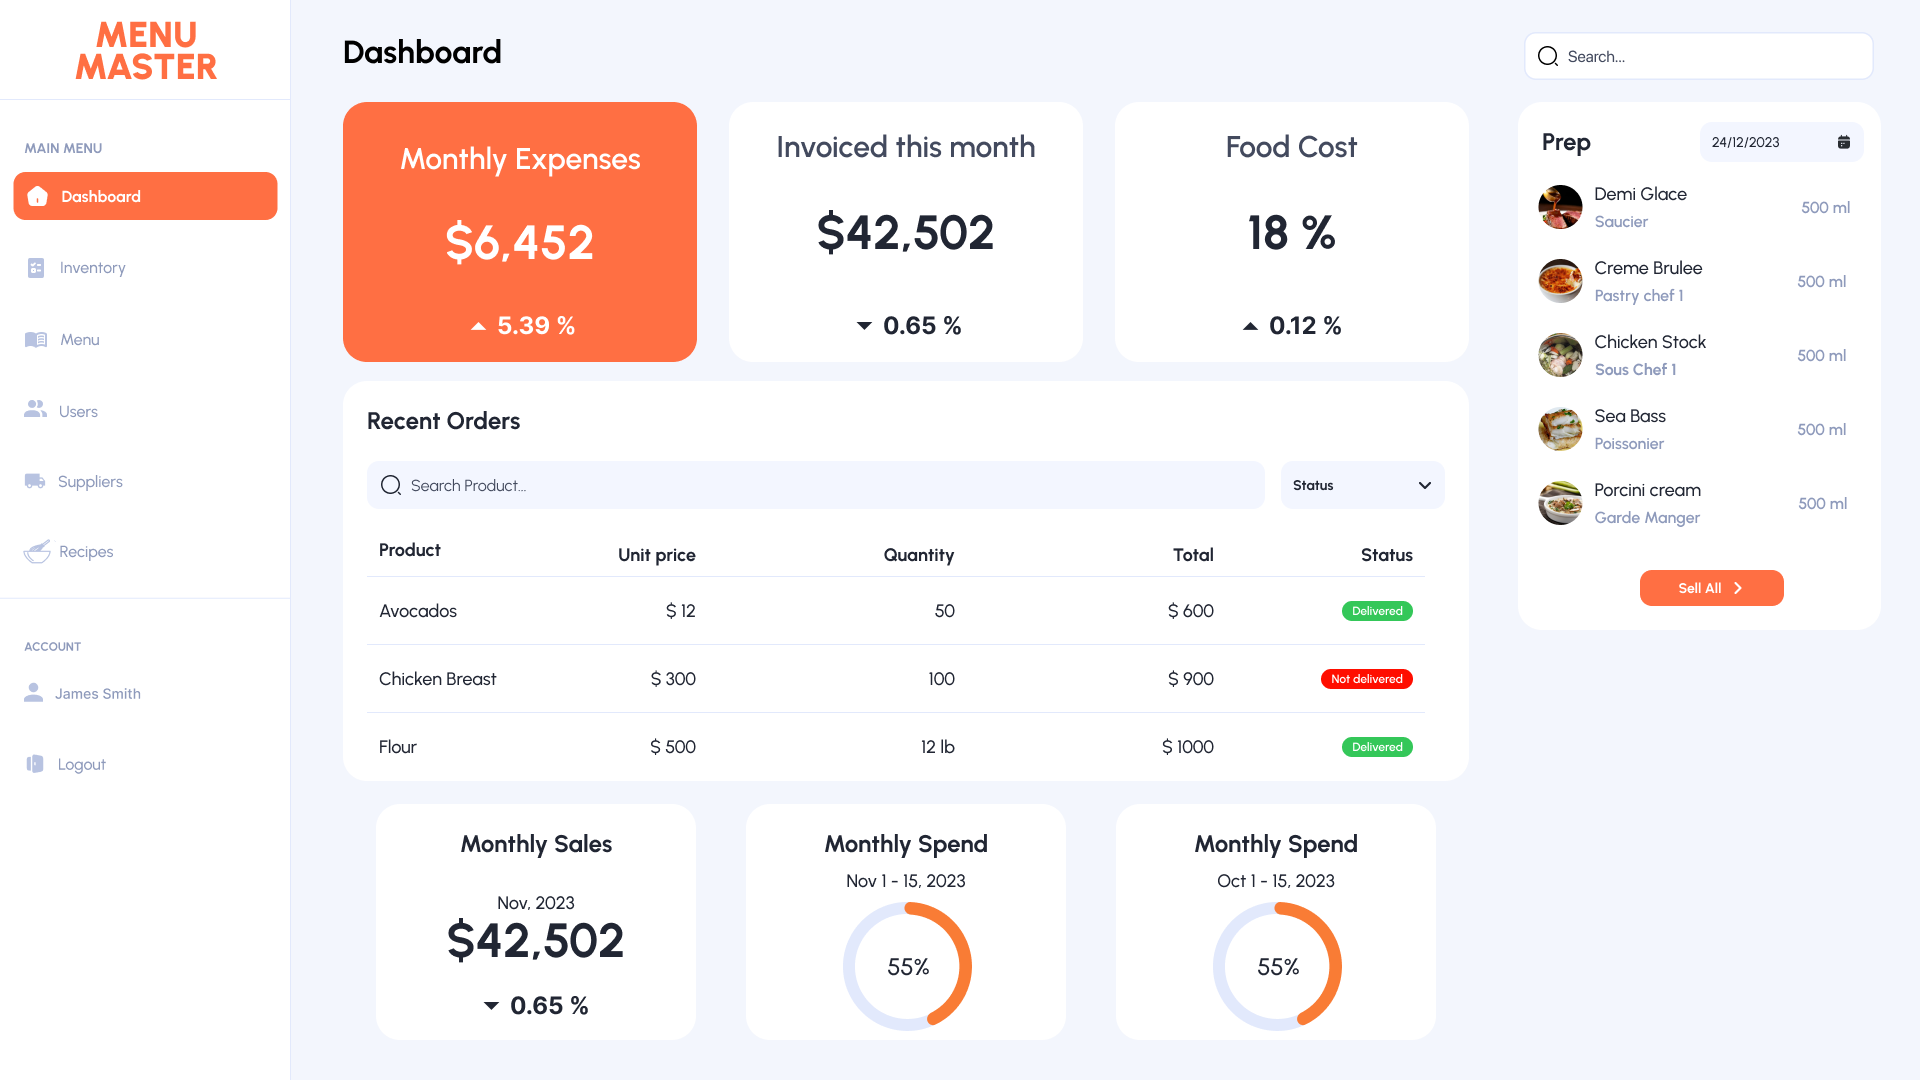 MENU
MASTER
MAIN MENU
Dashboard
Inventory
Menu
Users
Suppliers
Recipes
ACCOUNT
James Smith
Logout
Dashboard
Search...
Monthly Expenses
$6,452
5.39 %
Invoiced this month
$42,502
0.65 %
Food Cost
18 %
0.12 %
Recent Orders
Search Product...
Status
Product Unit price Quantity Total Status
Avocados $ 12 50 $ 600 Delivered
Chicken Breast $ 300 100 $ 900 Not delivered
Flour $ 500 12 lb $ 1000 Delivered
Monthly Sales
Nov, 2023
$42,502
0.65 %
Monthly Spend
Nov 1 - 15, 2023
55%
Monthly Spend
Oct 1 - 15, 2023
55%
Prep 24/12/2023
Demi Glace
Saucier
500 ml
Creme Brulee
Pastry chef 1
500 ml
Chicken Stock
Sous Chef 1
500 ml
Sea Bass
Poissonier
500 ml
Porcini cream
Garde Manger
500 ml
Sell All